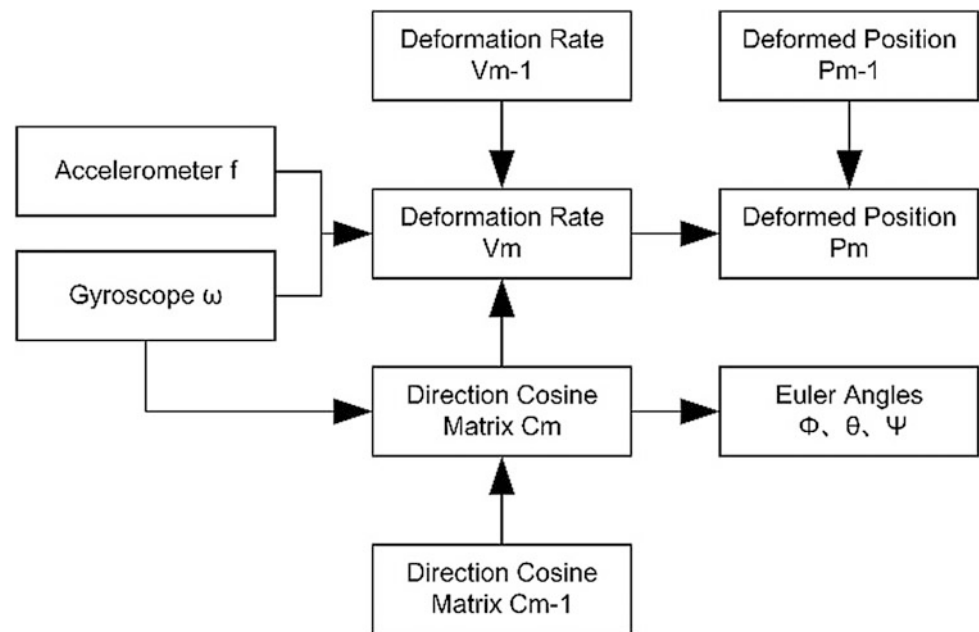 Deformation Rate
Vm-1
Deformed Position
Pm-1
Accelerometer f
Deformation Rate
Vm
Deformed Position
Pm
Gyroscope ω
Direction Cosine
Matrix Cm
Euler Angles
Φ、θ、Ψ
Direction Cosine
Matrix Cm-1